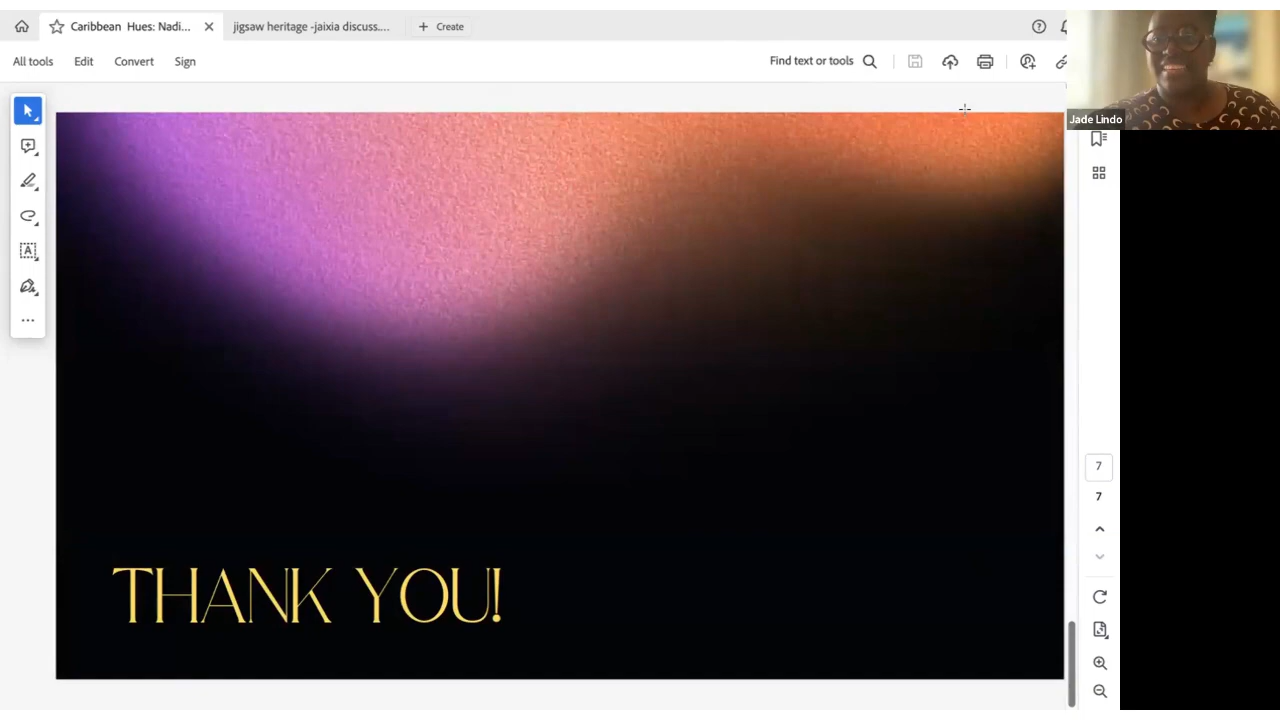 Caribbean Hues: Nadi...
jigsaw heritage -jaixia discuss....
Create
All tools
Edit
Convert
Sign
Find text or tools
Jade Lindo
7
7
THANK YOU!